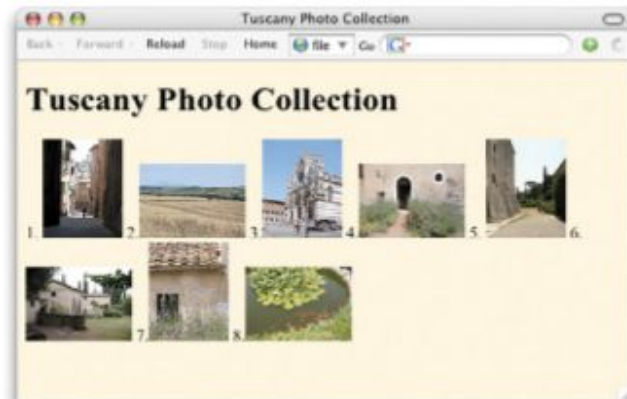 Tuscany Photo Collection
Back Forward Reload Stop Home file Go G
Tuscany Photo Collection
1. 2. 3. 4. 5. 6.
7. 8.